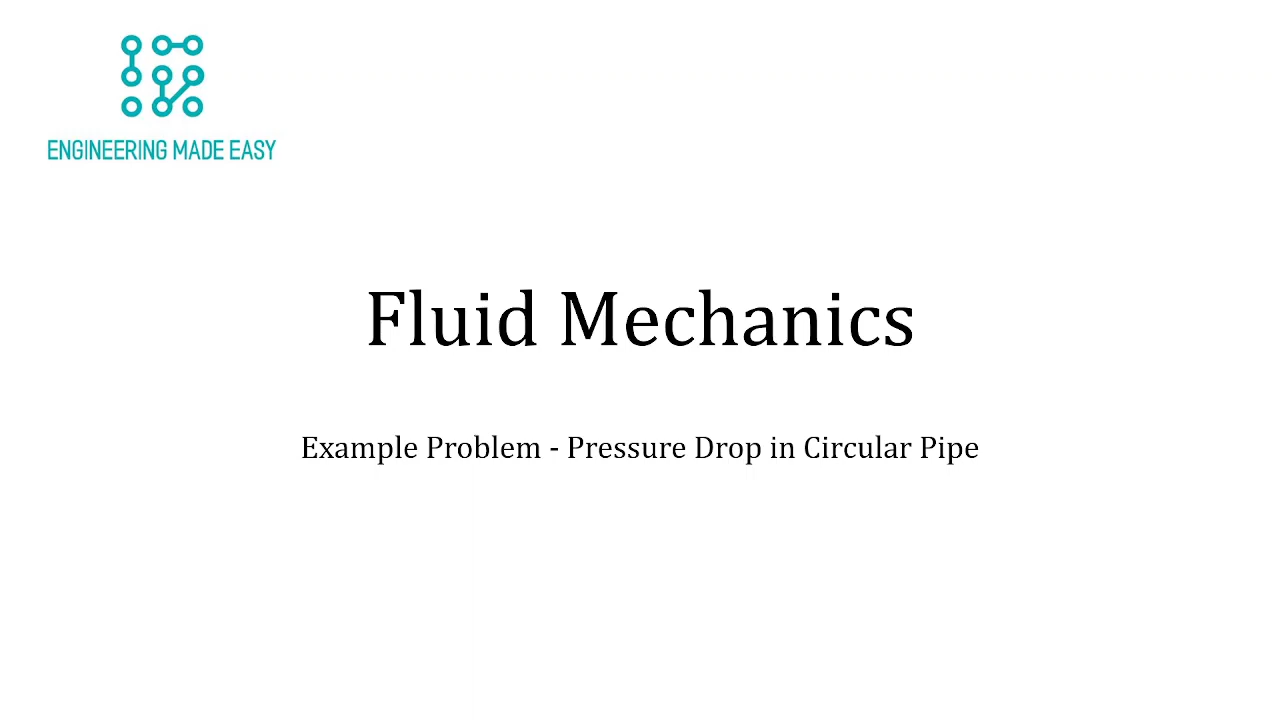 ENGINEERING MADE EASY
Fluid Mechanics
Example Problem - Pressure Drop in Circular Pipe